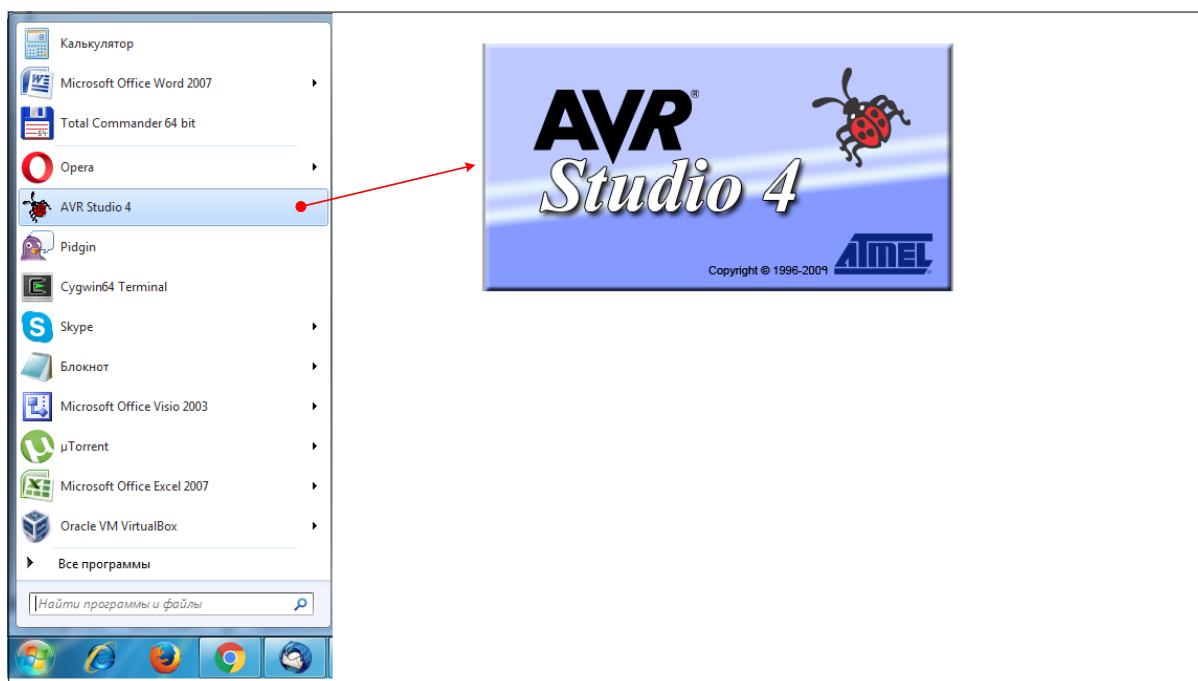 Калькулятор
Microsoft Office Word 2007
Total Commander 64 bit
Opera
AVR Studio 4
Pidgin
Cygwin64 Terminal
Skype
Блокнот
Microsoft Office Visio 2003
µTorrent
Microsoft Office Excel 2007
Oracle VM VirtualBox
Все программы
Найти программы и файлы
AVR®
Studio 4
ATMEL
Copyright © 1996-2009